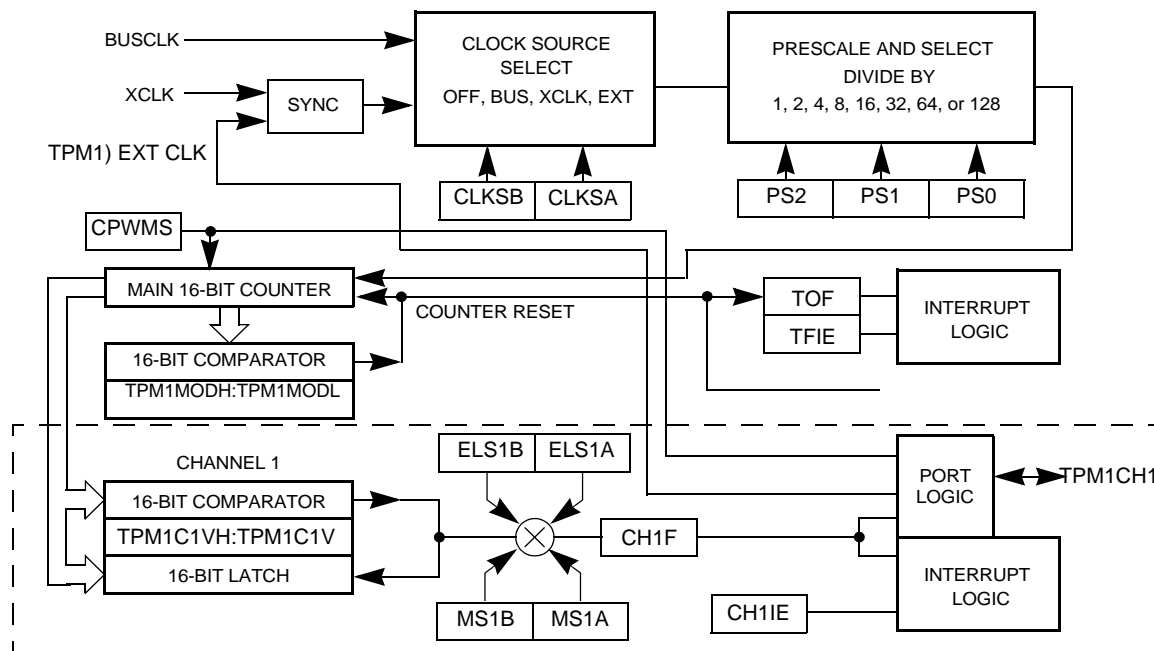 BUSCLK
XCLK
SYNC
TPM1) EXT CLK
CLOCK SOURCE
SELECT
OFF, BUS, XCLK, EXT
PRESCALE AND SELECT
DIVIDE BY
1, 2, 4, 8, 16, 32, 64, or 128
CLKSB
CLKSA
PS2
PS1
PS0
CPWMS
MAIN 16-BIT COUNTER
COUNTER RESET
TOF
TFIE
INTERRUPT
LOGIC
16-BIT COMPARATOR
TPM1MODH:TPM1MODL
CHANNEL 1
ELS1B
ELS1A
16-BIT COMPARATOR
TPM1C1VH:TPM1C1V
16-BIT LATCH
CH1F
PORT
LOGIC
TPM1CH1
MS1B
MS1A
CH1IE
INTERRUPT
LOGIC